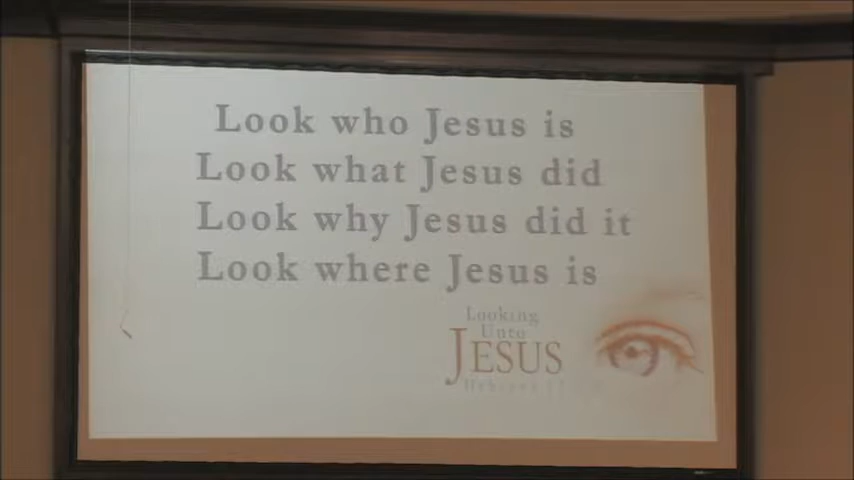 Look who Jesus is
Look what Jesus did
Look why Jesus did it
Look where Jesus is
Looking
Unto
JESUS